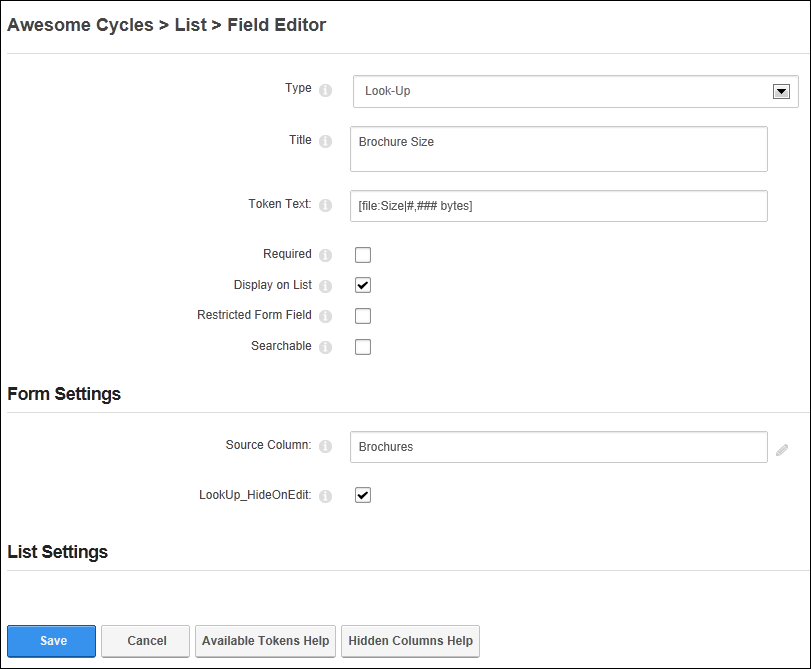 Awesome Cycles > List > Field Editor
Type Look-Up
Title Brochure Size
Token Text: [file:Size|#,### bytes]
Required
Display on List
Restricted Form Field
Searchable
Form Settings
Source Column: Brochures
LookUp_HideOnEdit:
List Settings
Save Cancel Available Tokens Help Hidden Columns Help